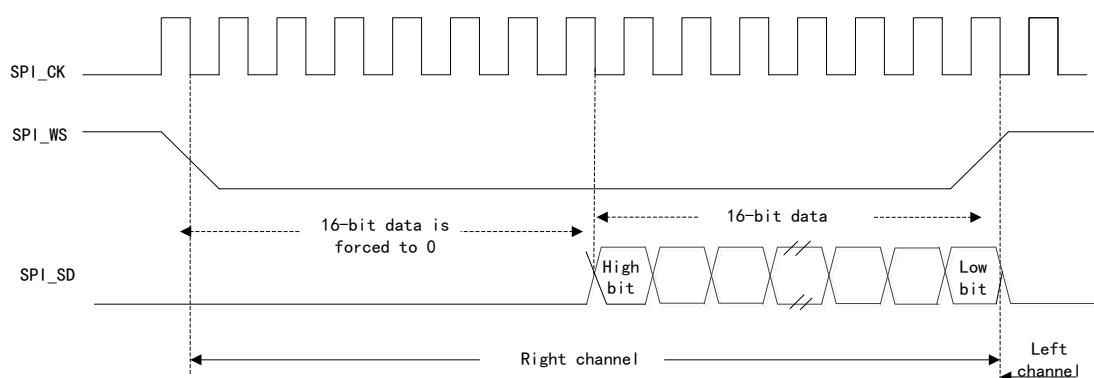 SPI_CK
SPI_WS
16-bit data is
forced to 0
16-bit data
SPI_SD
High
bit
Low
bit
Right channel
Left
channel